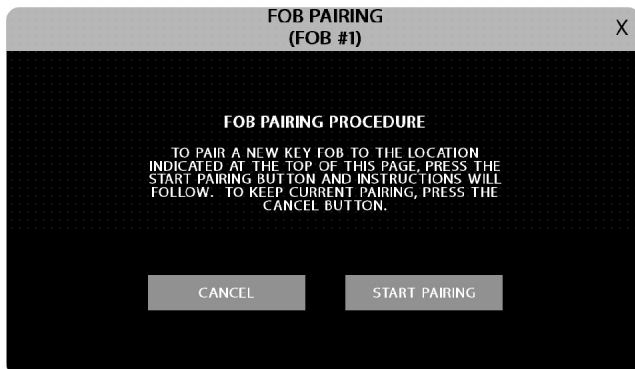 FOB PAIRING
(FOB #1)
X
FOB PAIRING PROCEDURE
TO PAIR A NEW KEY FOB TO THE LOCATION
INDICATED AT THE TOP OF THIS PAGE, PRESS THE
START PAIRING BUTTON AND INSTRUCTIONS WILL
FOLLOW.  TO KEEP CURRENT PAIRING, PRESS THE
CANCEL BUTTON.
CANCEL
START PAIRING